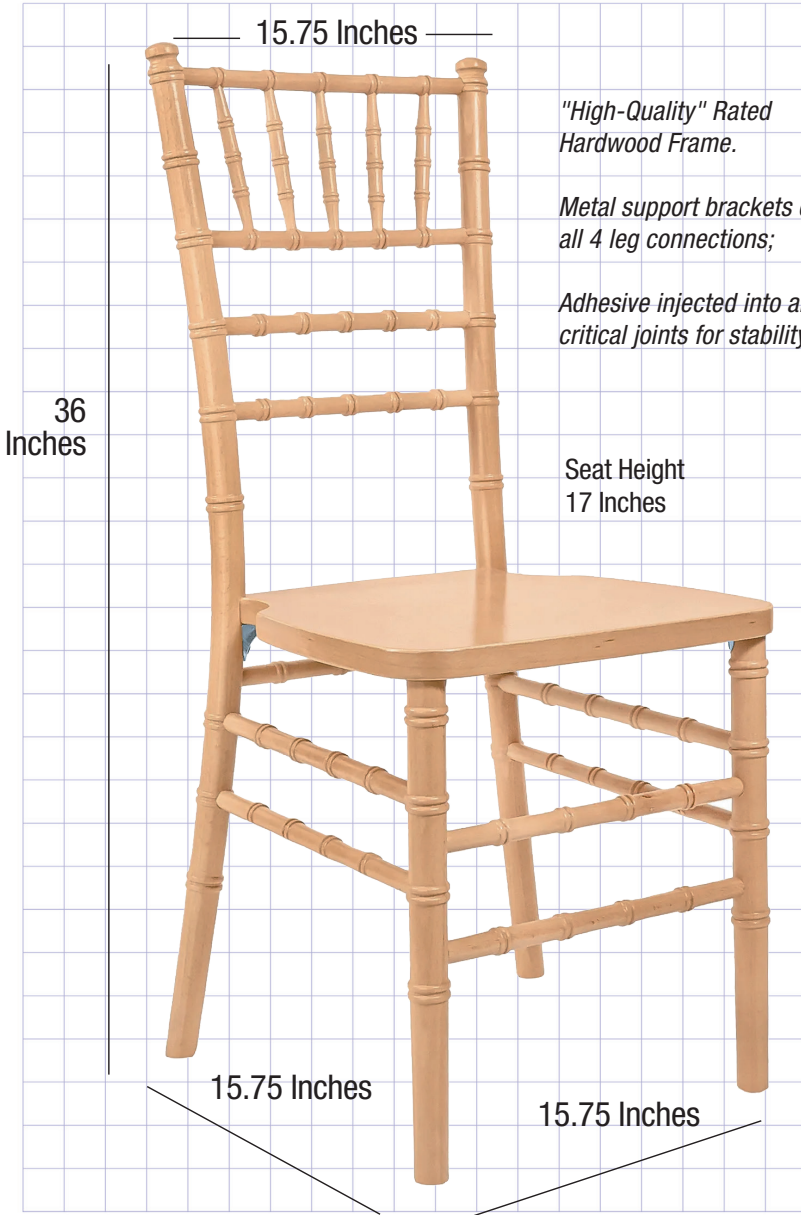 15.75 Inches
"High-Quality" Rated
Hardwood Frame.
Metal support brackets
all 4 leg connections;
Adhesive injected into
critical joints for stability
36
Inches
Seat Height
17 Inches
15.75 Inches
15.75 Inches